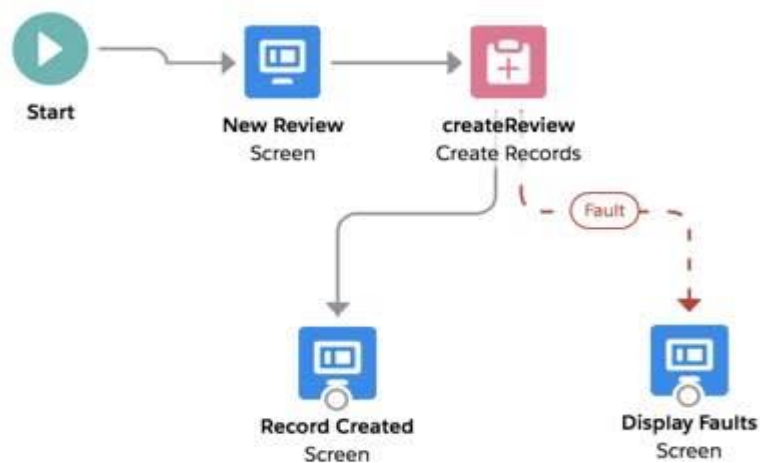 Start
New Review
Screen
createReview
Create Records
Fault
Record Created
Screen
Display Faults
Screen